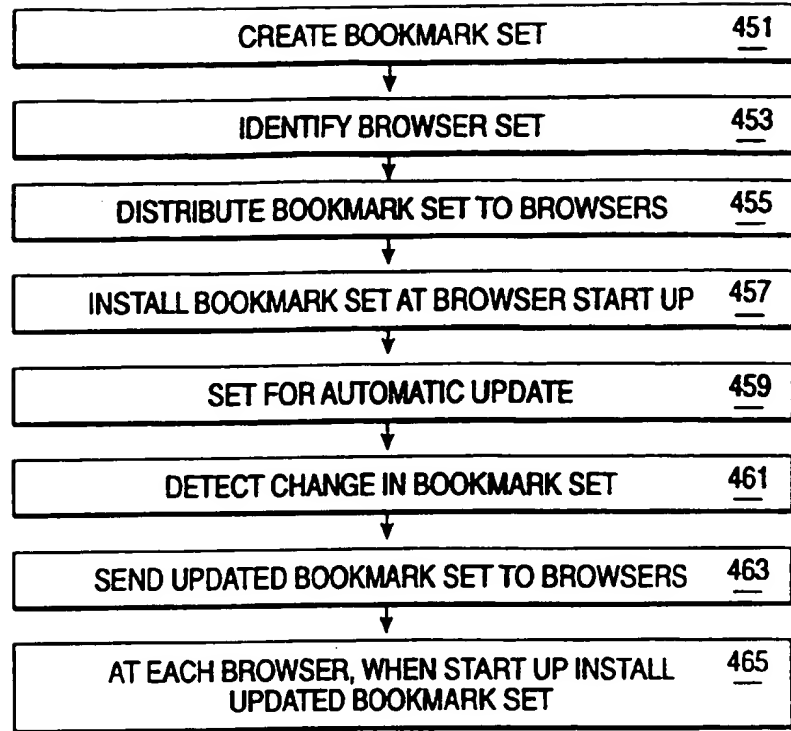 CREATE BOOKMARK SET 451
IDENTIFY BROWSER SET 453
DISTRIBUTE BOOKMARK SET TO BROWSERS 455
INSTALL BOOKMARK SET AT BROWSER START UP 457
SET FOR AUTOMATIC UPDATE 459
DETECT CHANGE IN BOOKMARK SET 461
SEND UPDATED BOOKMARK SET TO BROWSERS 463
AT EACH BROWSER, WHEN START UP INSTALL 465
UPDATED BOOKMARK SET